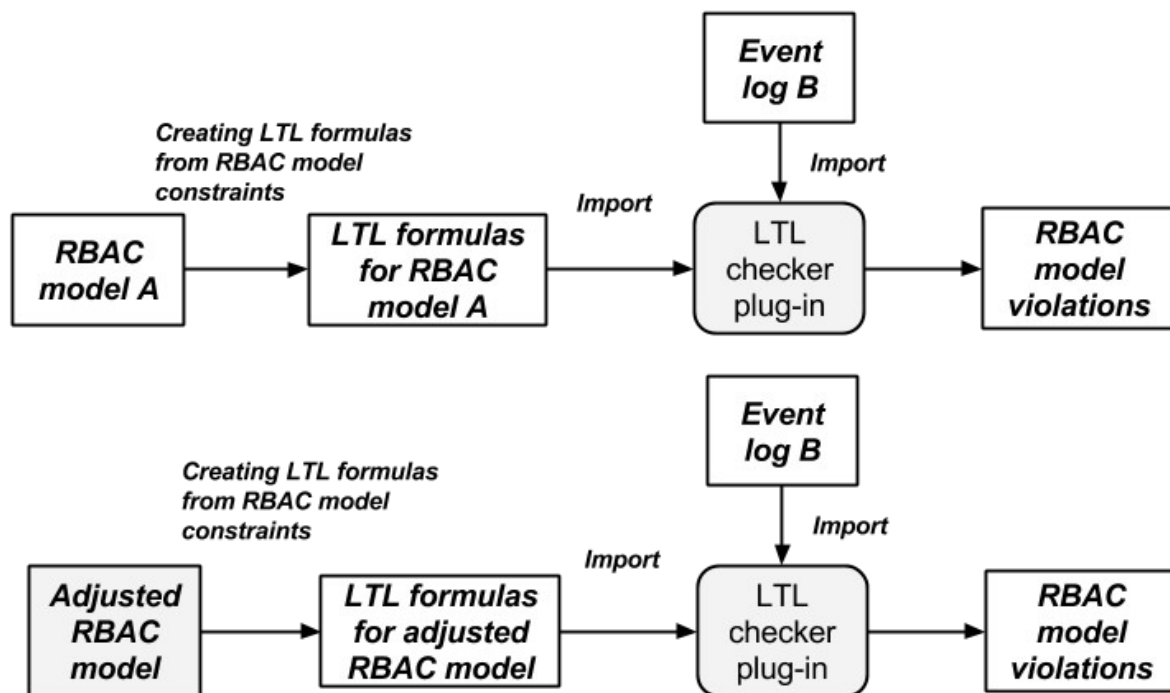 Event
log B
Creating LTL formulas
from RBAC model
constraints
Import
Import
RBAC
model A
LTL formulas
for RBAC
model A
LTL
checker
plug-in
RBAC
model
violations
Event
log B
Creating LTL formulas
from RBAC model
constraints
Import
Import
Adjusted
RBAC
model
LTL formulas
for adjusted
RBAC model
LTL
checker
plug-in
RBAC
model
violations